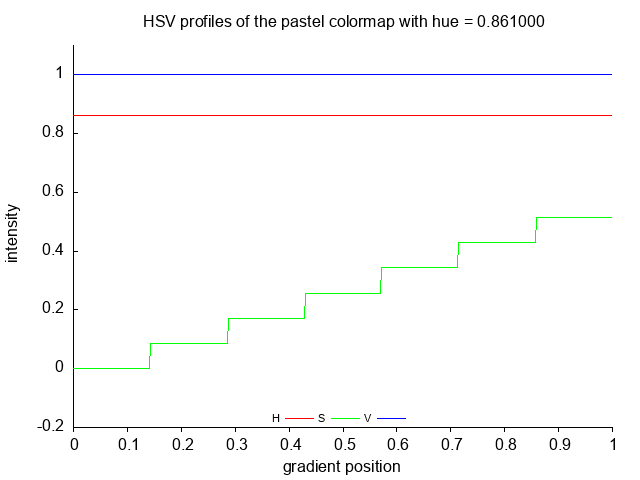 HSV profiles of the pastel colormap with hue = 0.861000
1
0.8
0.6
0.4
0.2
0
-0.2
intensity
H S V
0 0.1 0.2 0.3 0.4 0.5 0.6 0.7 0.8 0.9 1
gradient position